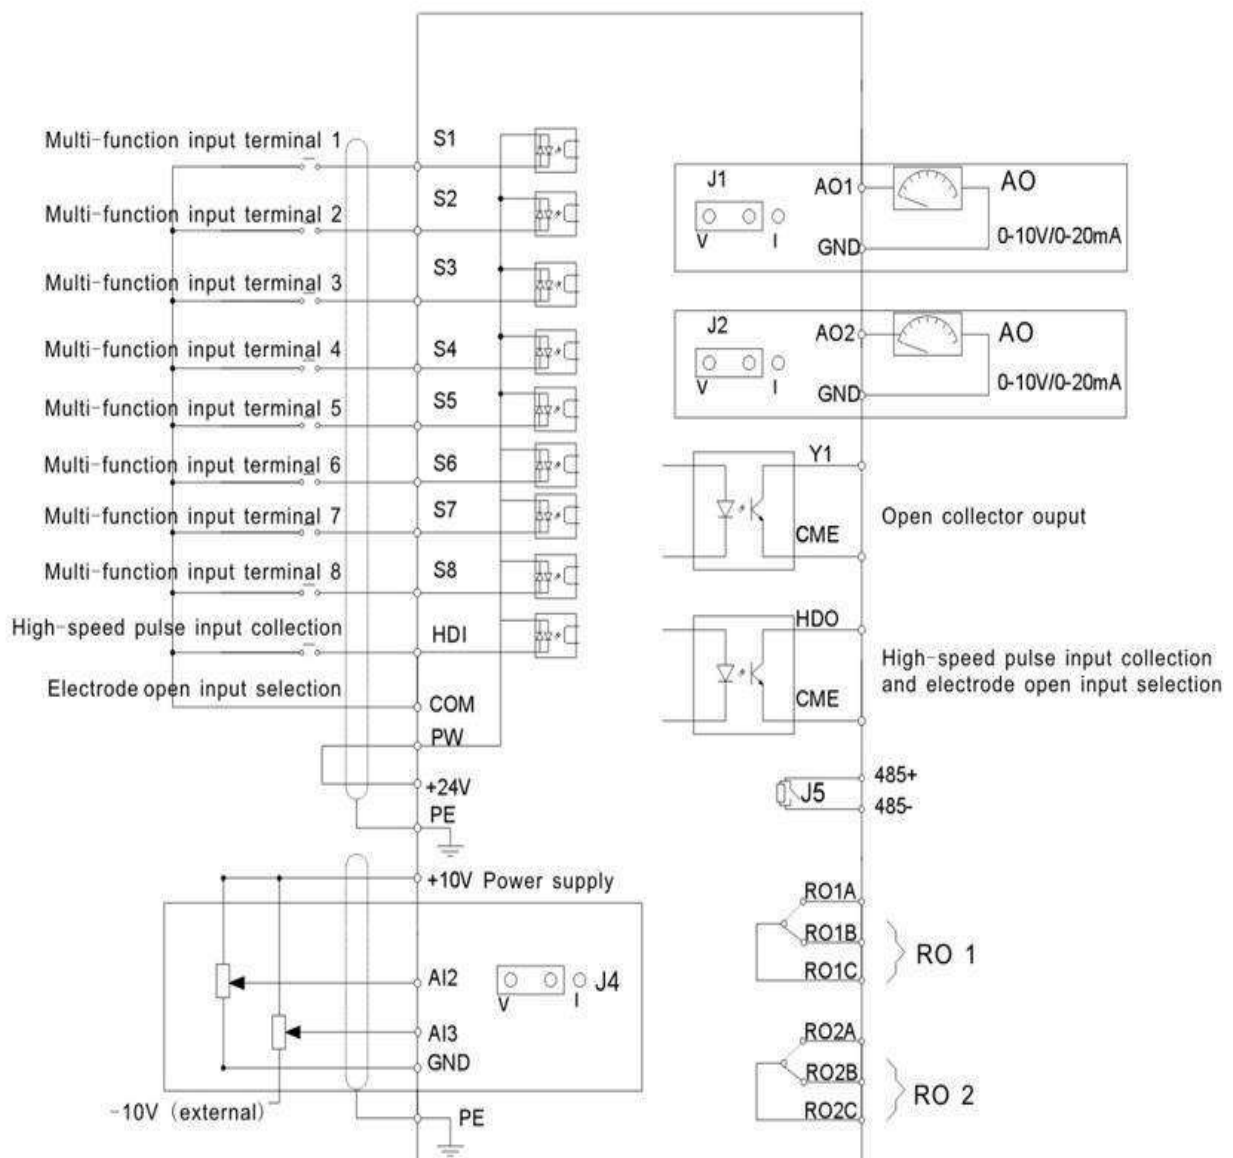 Multi-function input terminal 1
S1
Multi-function input terminal 2
S2
Multi-function input terminal 3
S3
Multi-function input terminal 4
S4
Multi-function input terminal 5
S5
Multi-function input terminal 6
S6
Multi-function input terminal 7
S7
Multi-function input terminal 8
S8
High-speed pulse input collection
HDI
Electrode open input selection
COM
PW
+24V
PE
+10V Power supply
AI2
V
I
J4
AI3
GND
-10V (external)
PE
J1
AO1
AO
V
I
GND
0-10V/0-20mA
J2
AO2
AO
V
I
GND
0-10V/0-20mA
Y1
CME
Open collector ouput
HDO
CME
High-speed pulse input collection
and electrode open input selection
J5
485+
485-
RO1A
RO1B
RO1C
RO 1
RO2A
RO2B
RO2C
RO 2